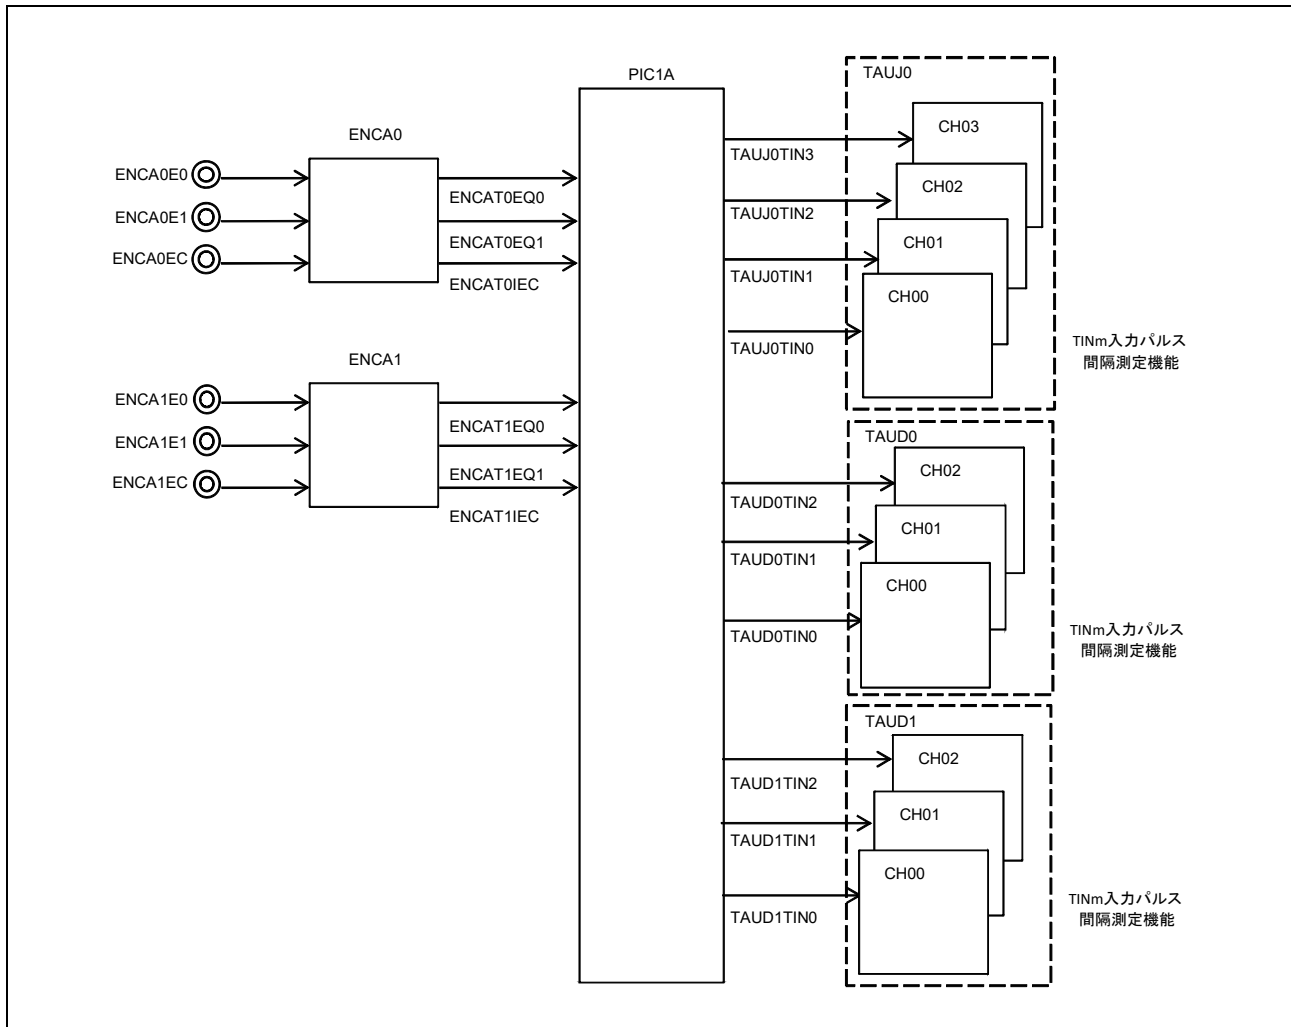 PIC1A
ENCA0
ENCA0E0
ENCA0E1
ENCA0EC
ENCAT0EQ0
ENCAT0EQ1
ENCAT0IEC
ENCA1
ENCA1E0
ENCA1E1
ENCA1EC
ENCAT1EQ0
ENCAT1EQ1
ENCAT1IEC
TAUJ0
TAUJ0TIN3
CH03
TAUJ0TIN2
CH02
TAUJ0TIN1
CH01
TAUJ0TIN0
CH00
TINm入力パルス
間隔測定機能
TAUD0
TAUD0TIN2
CH02
TAUD0TIN1
CH01
TAUD0TIN0
CH00
TINm入力パルス
間隔測定機能
TAUD1
TAUD1TIN2
CH02
TAUD1TIN1
CH01
TAUD1TIN0
CH00
TINm入力パルス
間隔測定機能